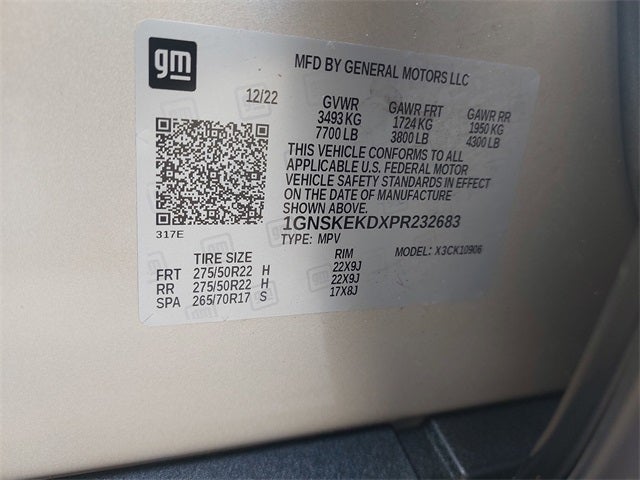 gm
MFD BY GENERAL MOTORS LLC
12/22
GVWR GAWR FRT GAWR RR
3493 KG 1724 KG 1950 KG
7700 LB 3800 LB 4300 LB
THIS VEHICLE CONFORMS TO ALL
APPLICABLE U.S. FEDERAL MOTOR
VEHICLE SAFETY STANDARDS IN EFFECT
ON THE DATE OF MANUFACTURE
SHOWN ABOVE.
317E
1GNSKEKDXPR232683
TYPE: MPV MODEL: X3CK10906
TIRE SIZE RIM
FRT 275/50R22 H 22X9J
RR 275/50R22 H 22X9J
SPA 265/70R17 S 17X8J